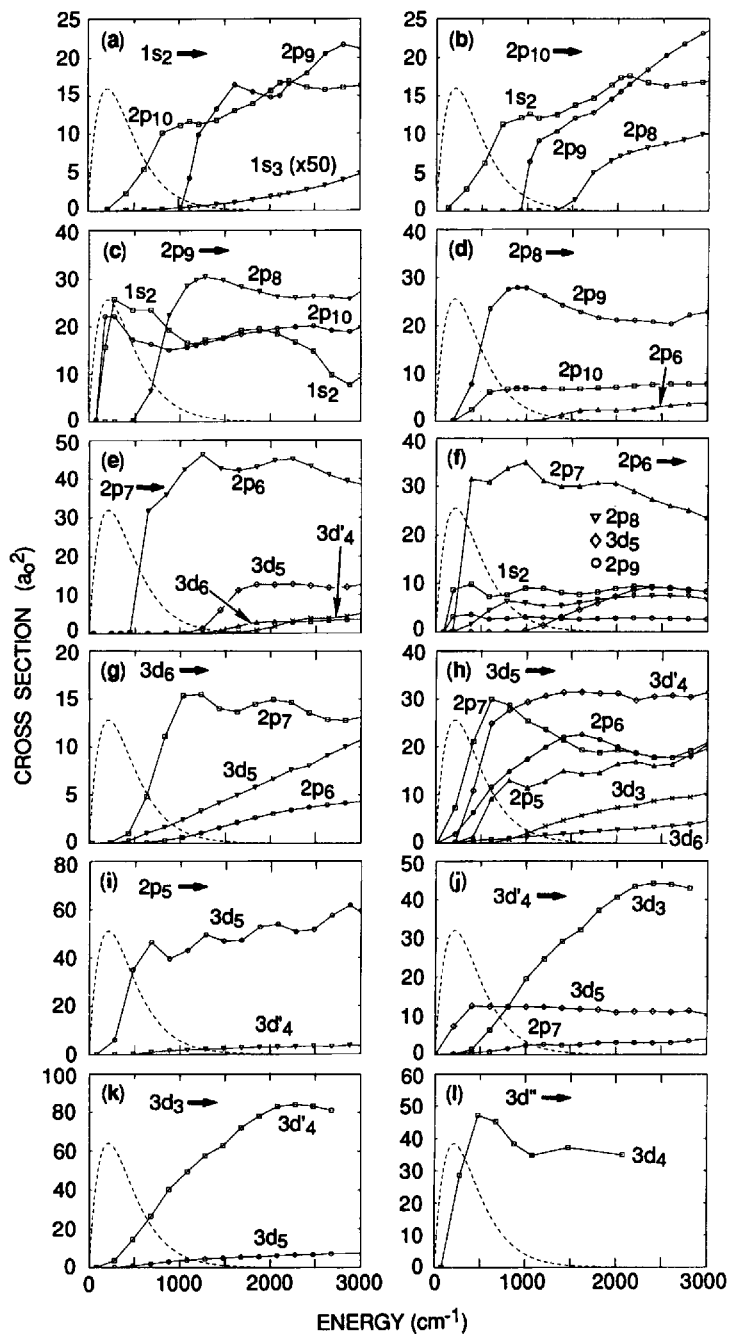 CROSS SECTION (a₀²)
(a) 1s₂ →
25
20
15
10
5
0
2p₉
2p₁₀
1s₃ (x50)
(b) 2p₁₀ →
25
20
15
10
5
0
1s₂
2p₉
2p₈
(c) 2p₉ →
40
30
20
10
0
1s₂
2p₈
2p₁₀
1s₂
(d) 2p₈ →
40
30
20
10
0
2p₉
2p₁₀
2p₆
(e)
2p₇ →
50
40
30
20
10
0
2p₆
3d'₄
3d₅
3d₆
(f) 2p₆ →
40
30
20
10
0
2p₇
▽ 2p₈
◇ 3d₅
○ 2p₉
1s₂
(g) 3d₆ →
20
15
10
5
0
2p₇
3d₅
2p₆
(h) 3d₅ →
40
30
20
10
0
3d'₄
2p₇
2p₆
2p₅
3d₃
3d₆
(i) 2p₅ →
80
60
40
20
0
3d₅
3d'₄
(j) 3d'₄ →
50
40
30
20
10
0
3d₃
3d₅
2p₇
(k) 3d₃ →
100
80
60
40
20
0
3d'₄
3d₅
0 1000 2000 3000
(l) 3d" →
60
50
40
30
20
10
0
3d₄
0 1000 2000 3000
ENERGY (cm⁻¹)